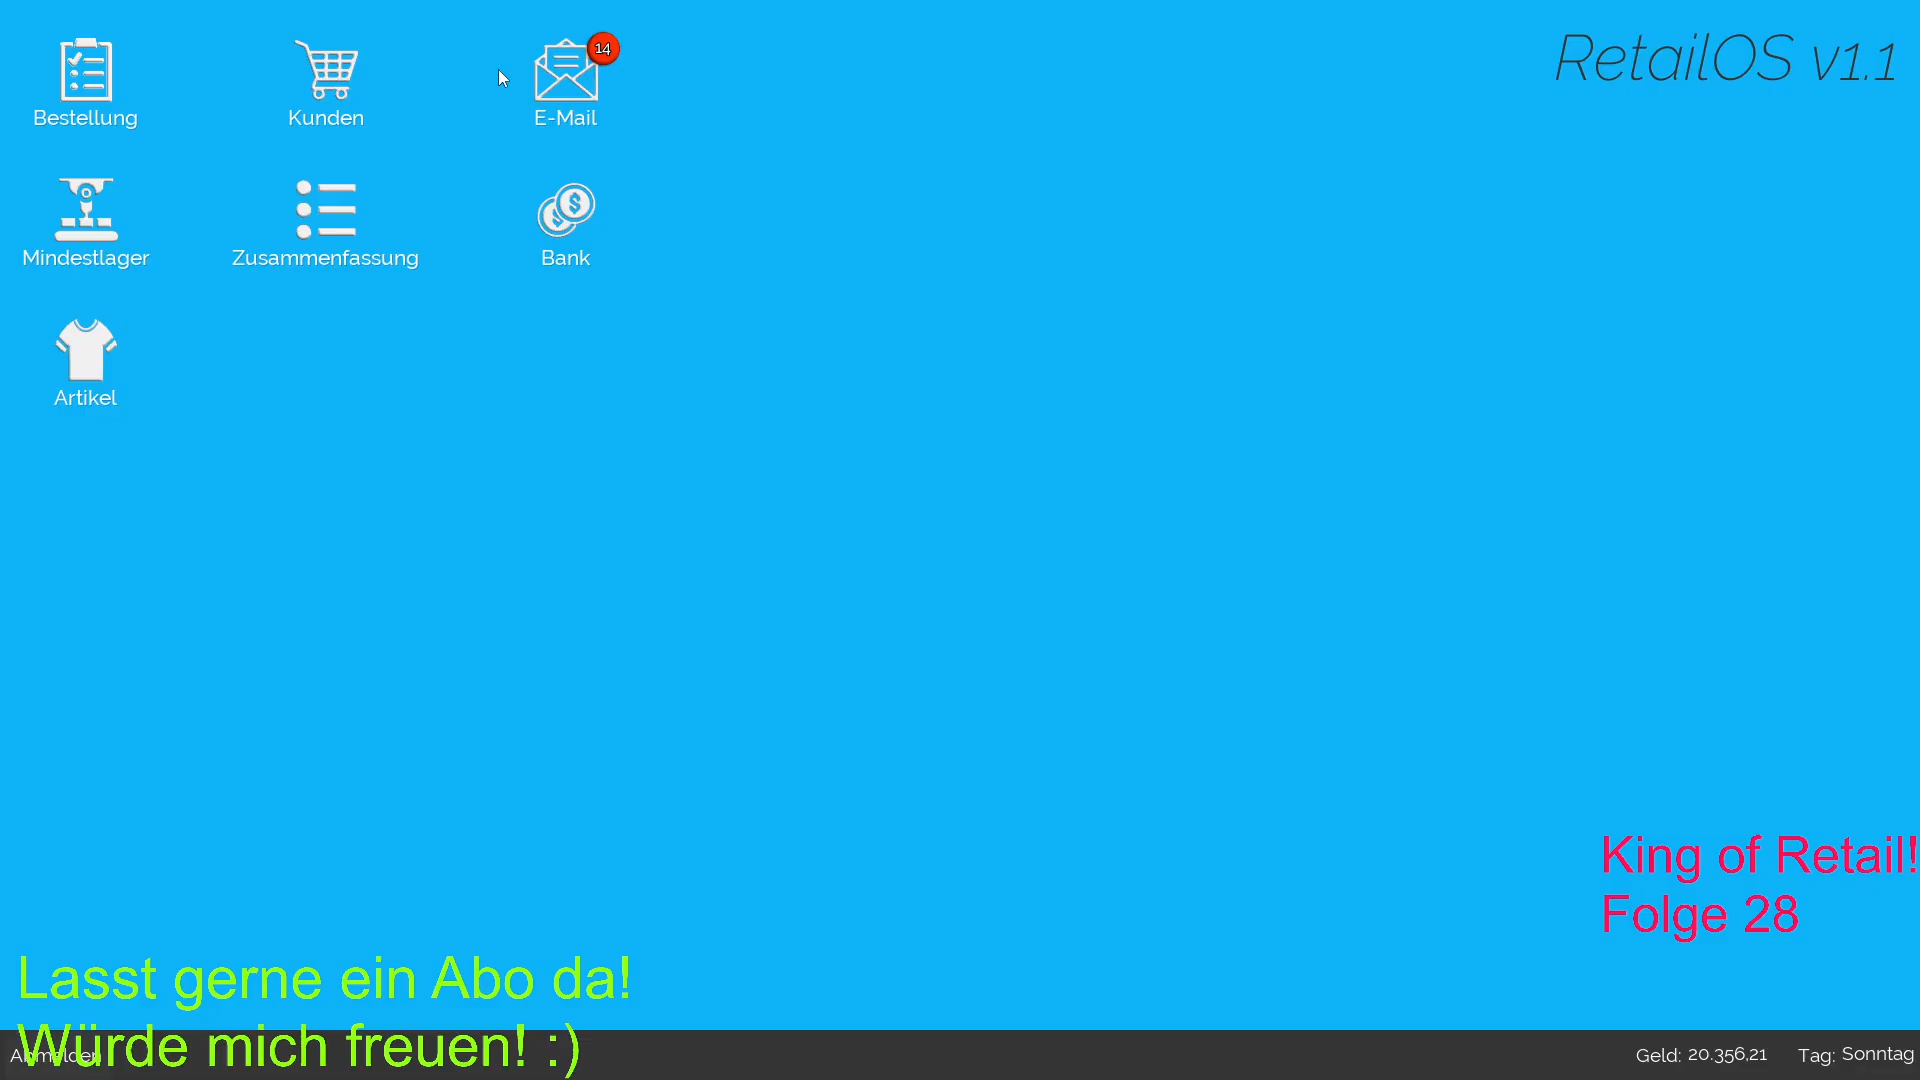 RetailOS v1.1
14
Bestellung
Kunden
E-Mail
Mindestlager
Zusammenfassung
Bank
Artikel
King of Retail!
Folge 28
Lasst gerne ein Abo da!
Würde mich freuen! :)
Abmelden
Geld: 20.356,21
Tag: Sonntag